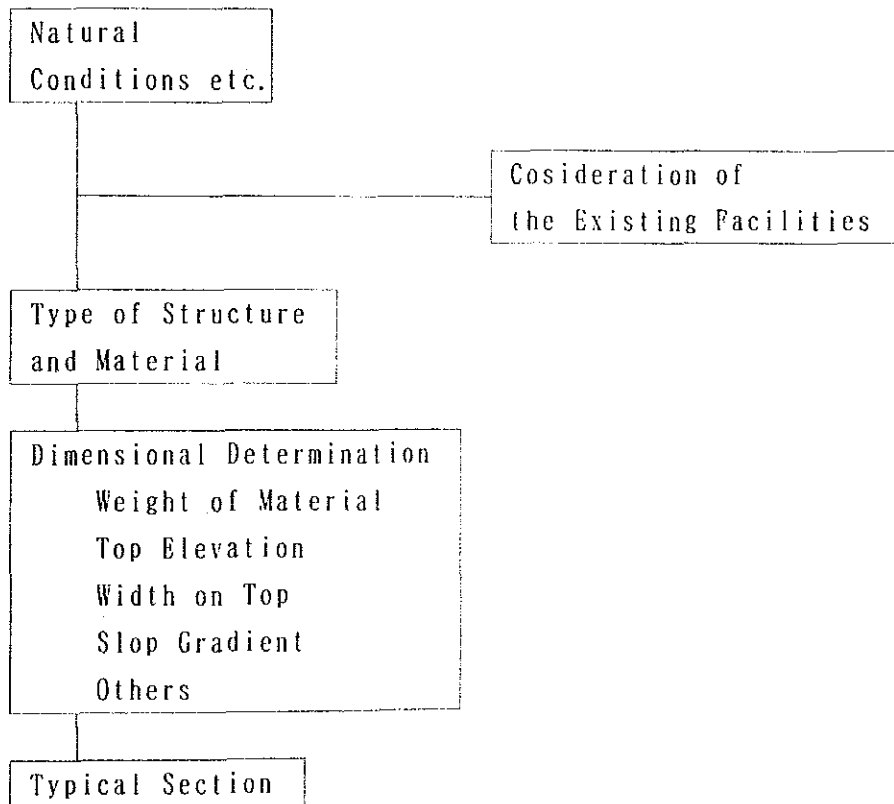 Natural
Conditions etc.
Cosideration of
the Existing Facilities
Type of Structure
and Material
Dimensional Determination
Weight of Material
Top Elevation
Width on Top
Slop Gradient
Others
Typical Section